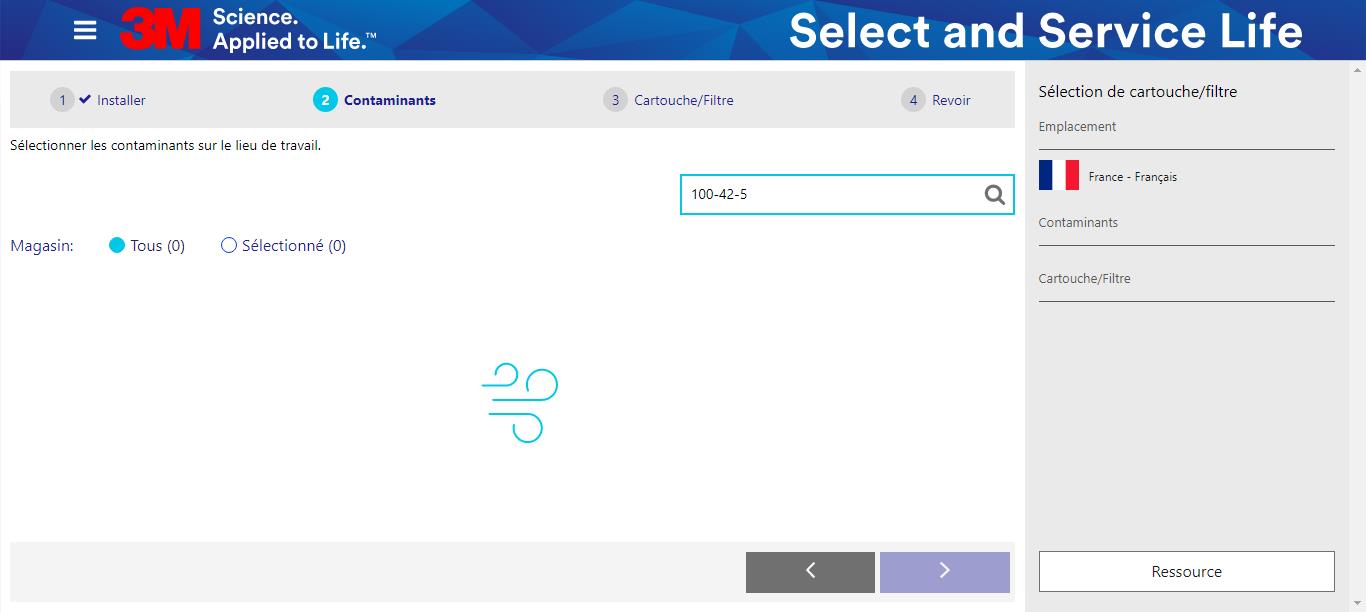 3M Science.
Applied to Life.™
Select and Service Life
1 Installer
2 Contaminants
3 Cartouche/Filtre
4 Revoir
Sélectionner les contaminants sur le lieu de travail.
100-42-5
Magasin: Tous (0) Sélectionné (0)
Sélection de cartouche/filtre
Emplacement
France - Français
Contaminants
Cartouche/Filtre
Ressource